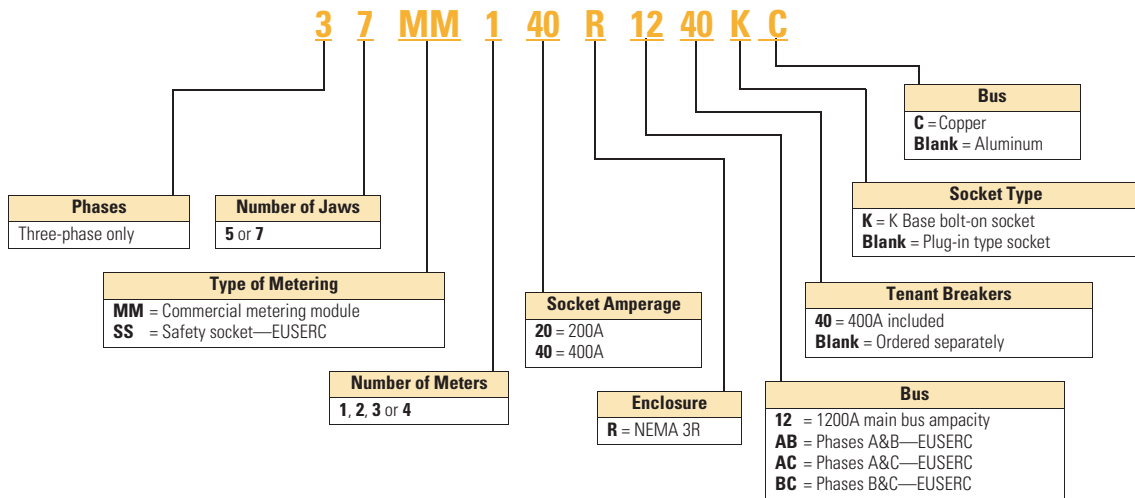 3 7 MM 1 40 R 12 40 K C
Bus
C = Copper
Blank = Aluminum
Socket Type
K = K Base bolt-on socket
Blank = Plug-in type socket
Phases
Three-phase only
Number of Jaws
5 or 7
Type of Metering
MM = Commercial metering module
SS = Safety socket—EUSERC
Socket Amperage
20 = 200A
40 = 400A
Tenant Breakers
40 = 400A included
Blank = Ordered separately
Number of Meters
1, 2, 3 or 4
Enclosure
R = NEMA 3R
Bus
12 = 1200A main bus ampacity
AB = Phases A&B—EUSERC
AC = Phases A&C—EUSERC
BC = Phases B&C—EUSERC